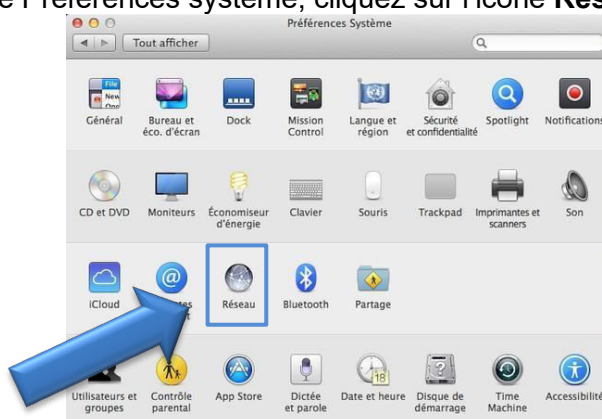 e Préférences système, cliquez sur l'icône Rés
Préférences Système
Tout afficher
Général Bureau et éco. d'écran Dock Mission Control Langue et région Sécurité et confidentialité Spotlight Notifications
CD et DVD Moniteurs Économiseur d'énergie Clavier Souris Trackpad Imprimantes et scanners Son
iCloud Réseau Bluetooth Partage
Utilisateurs et groupes Contrôle parental App Store Dictée et parole Date et heure Disque de démarrage Time Machine Accessibilité
File
New
18